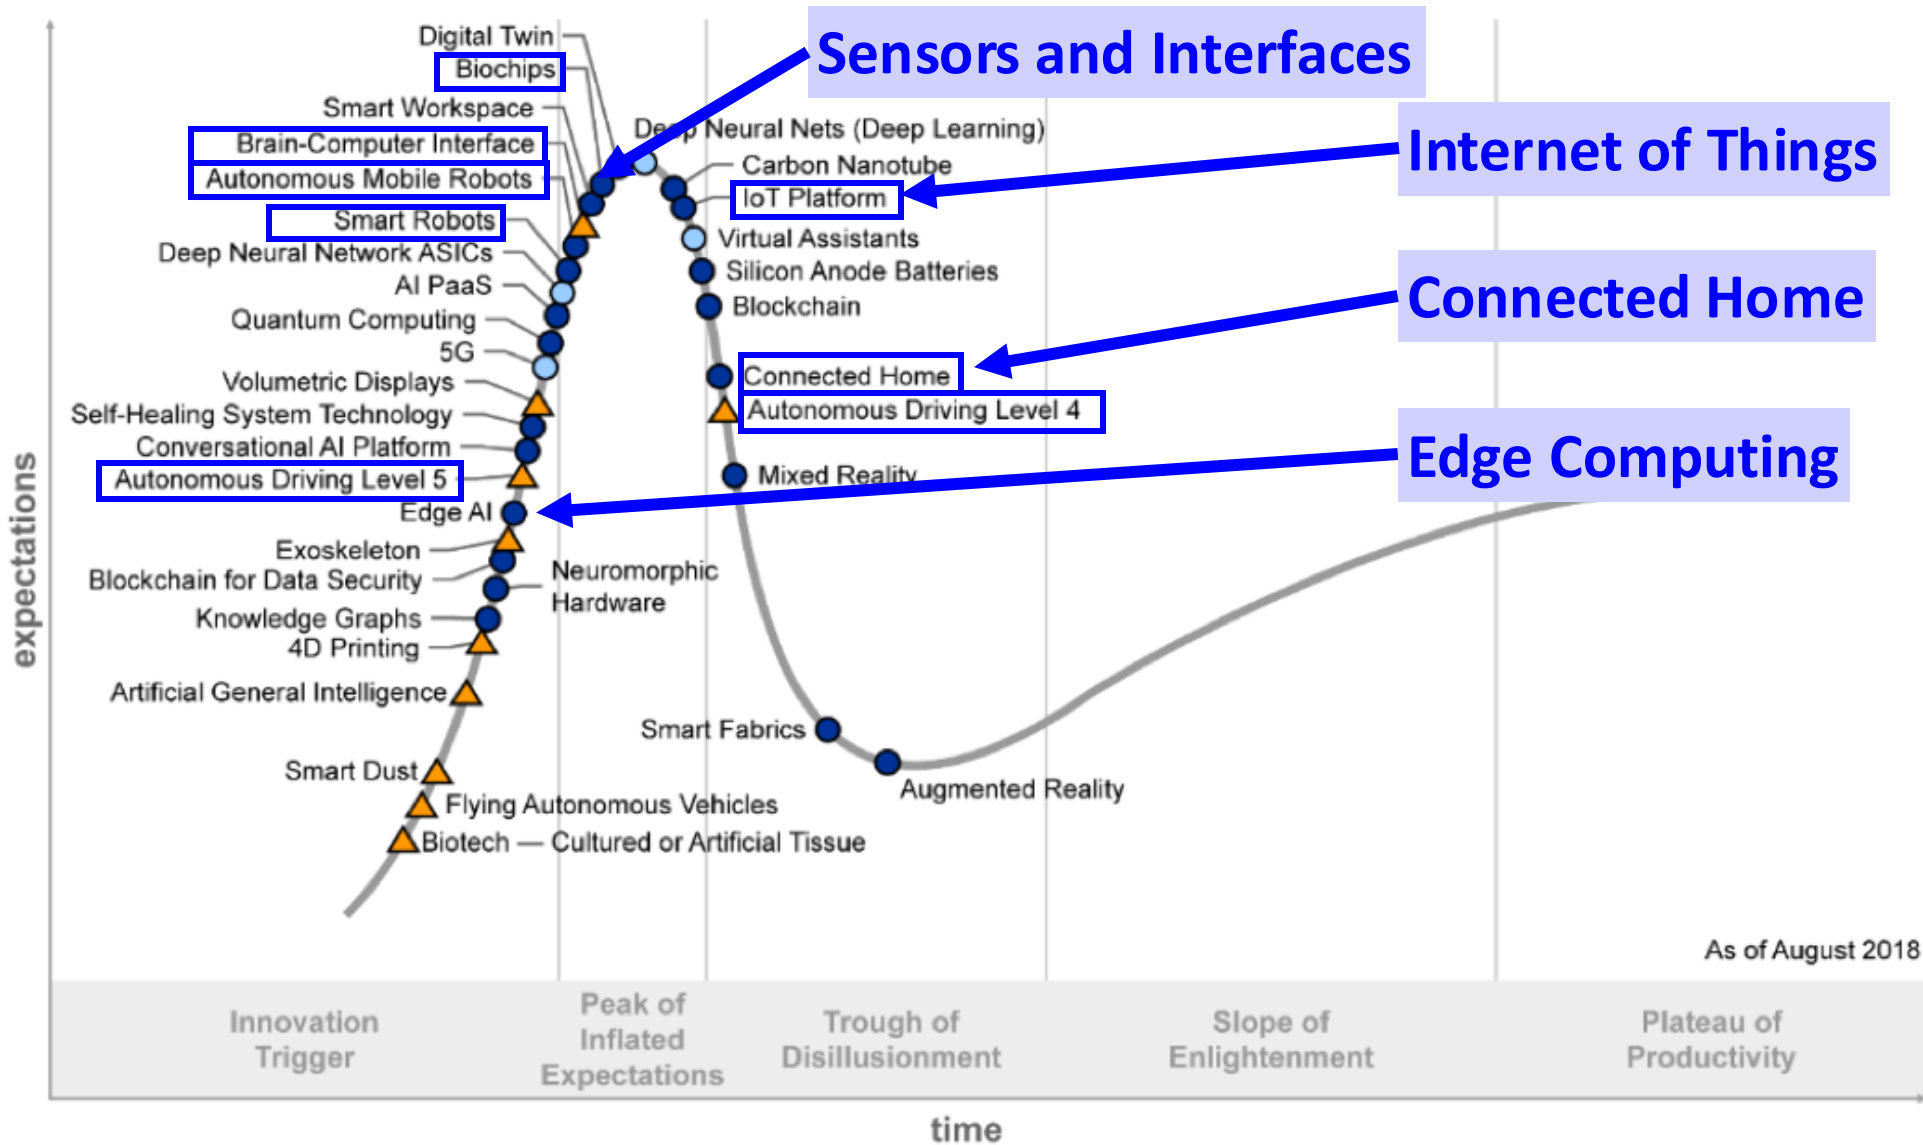 Digital Twin
Biochips
Smart Workspace
Brain-Computer Interface
Autonomous Mobile Robots
Smart Robots
Deep Neural Network ASICs
AI PaaS
Quantum Computing
5G
Volumetric Displays
Self-Healing System Technology
Conversational AI Platform
Autonomous Driving Level 5
Edge AI
Exoskeleton
Blockchain for Data Security
Neuromorphic
Hardware
Knowledge Graphs
4D Printing
Artificial General Intelligence
Smart Dust
Flying Autonomous Vehicles
Biotech — Cultured or Artificial Tissue
Deep Neural Nets (Deep Learning)
Carbon Nanotube
IoT Platform
Virtual Assistants
Silicon Anode Batteries
Blockchain
Connected Home
Autonomous Driving Level 4
Mixed Reality
Smart Fabrics
Augmented Reality
Sensors and Interfaces
Internet of Things
Connected Home
Edge Computing
expectations
As of August 2018
Innovation
Trigger
Peak of
Inflated
Expectations
Trough of
Disillusionment
Slope of
Enlightenment
Plateau of
Productivity
time